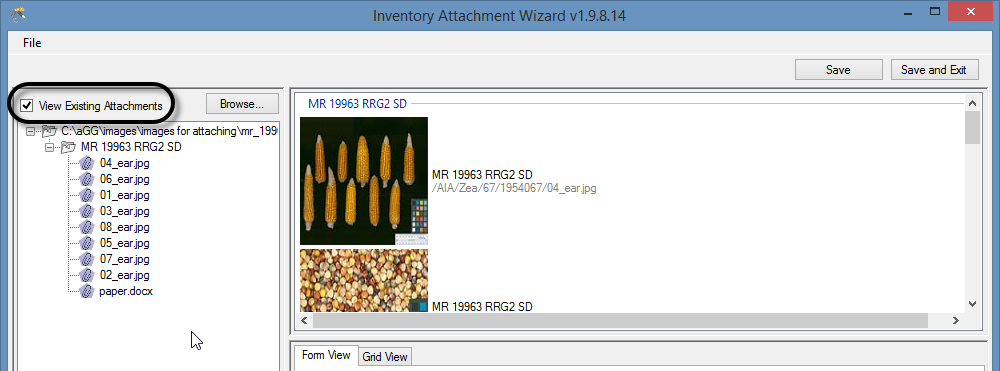 Inventory Attachment Wizard v1.9.8.14
File
Save
Save and Exit
View Existing Attachments
Browse...
C:\aGG\images\images for attaching\mr_199
MR 19963 RRG2 SD
04_ear.jpg
06_ear.jpg
01_ear.jpg
03_ear.jpg
08_ear.jpg
05_ear.jpg
07_ear.jpg
02_ear.jpg
paper.docx
MR 19963 RRG2 SD
MR 19963 RRG2 SD
/AIA/Zea/67/1954067/04_ear.jpg
MR 19963 RRG2 SD
Form View
Grid View